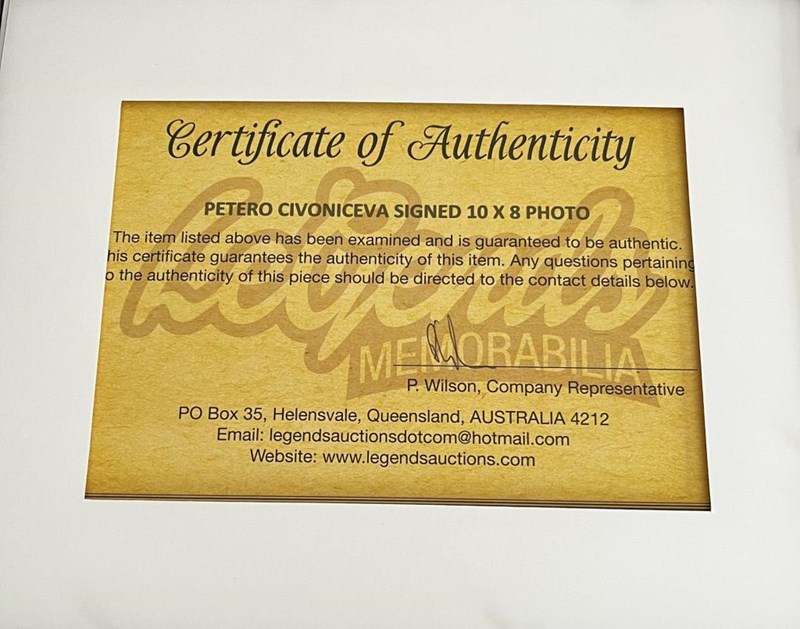 Certificate of Authenticity
Legends
PETERO CIVONICEVA SIGNED 10 X 8 PHOTO
The item listed above has been examined and is guaranteed to be authentic.
his certificate guarantees the authenticity of this item. Any questions pertaining
o the authenticity of this piece should be directed to the contact details below.
MEMORABILIA
P. Wilson, Company Representative
PO Box 35, Helensvale, Queensland, AUSTRALIA 4212
Email: legendsauctionsdotcom@hotmail.com
Website: www.legendsauctions.com